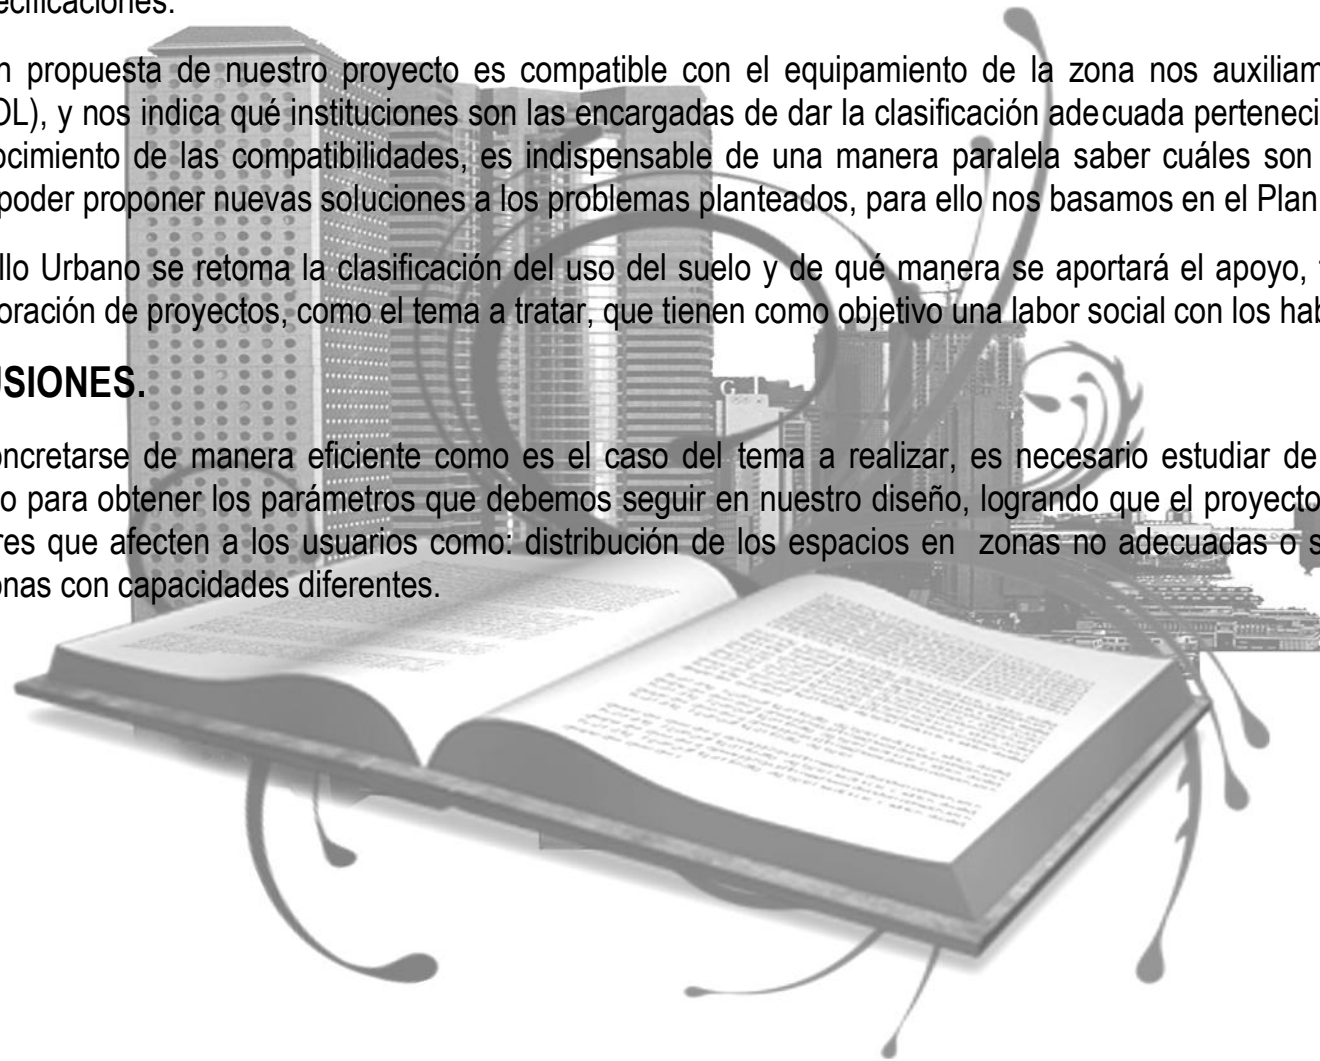 ecificaciones.
n propuesta de nuestro proyecto es compatible con el equipamiento de la zona nos auxiliam
OL), y nos indica qué instituciones son las encargadas de dar la clasificación adecuada perteneci
ocimiento de las compatibilidades, es indispensable de una manera paralela saber cuáles son
poder proponer nuevas soluciones a los problemas planteados, para ello nos basamos en el Plan
llo Urbano se retoma la clasificación del uso del suelo y de qué manera se aportará el apoyo,
oración de proyectos, como el tema a tratar, que tienen como objetivo una labor social con los hab
USIONES.
oncretarse de manera eficiente como es el caso del tema a realizar, es necesario estudiar de
o para obtener los parámetros que debemos seguir en nuestro diseño, logrando que el proyecto
res que afecten a los usuarios como: distribución de los espacios en zonas no adecuadas o s
onas con capacidades diferentes.